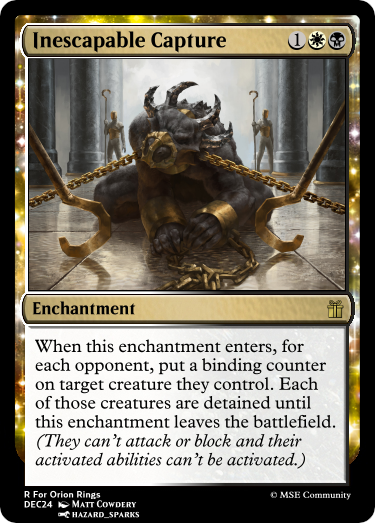 Inescapable Capture 1
Enchantment
When this enchantment enters, for
each opponent, put a binding counter
on target creature they control. Each
of those creatures are detained until
this enchantment leaves the battlefield.
(They can't attack or block and their
activated abilities can't be activated.)
R For Orion Rings
DEC24 Matt Cowdery © MSE Community
HAZARD_SPARKS